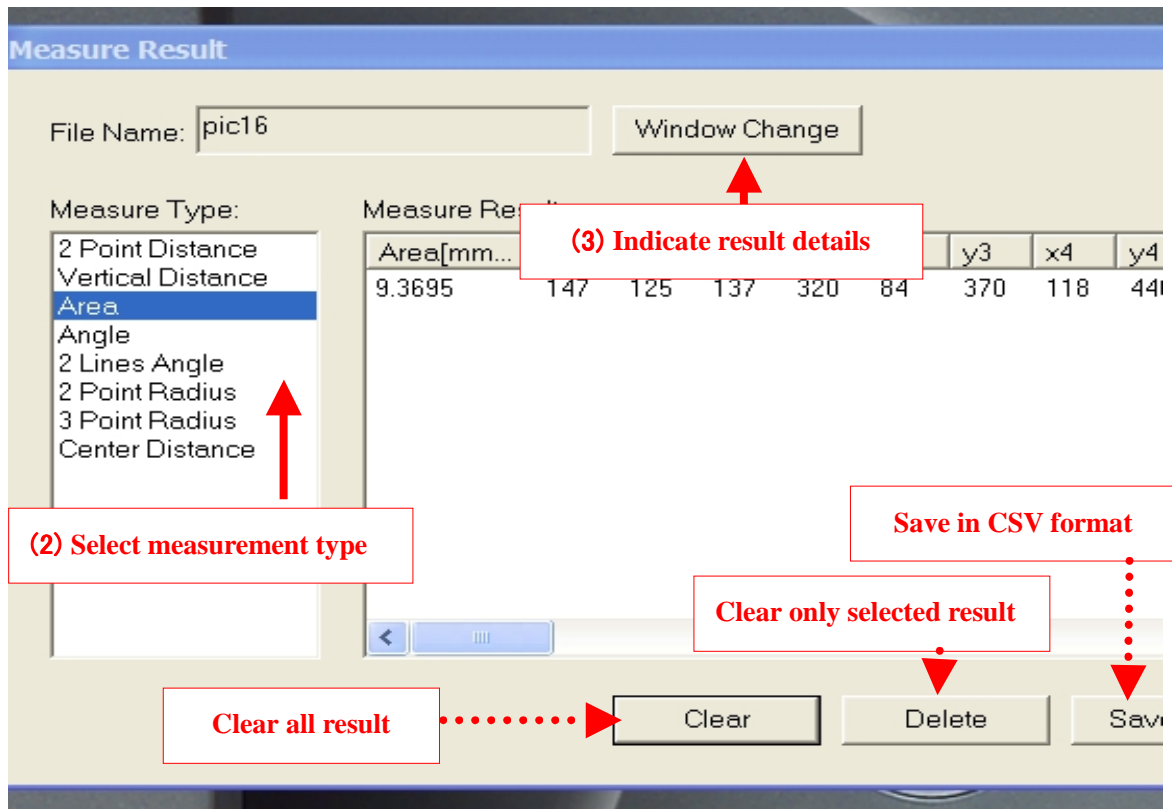 Measure Result
File Name: pic16
Window Change
Measure Type:
2 Point Distance
Vertical Distance
Area
Angle
2 Lines Angle
2 Point Radius
3 Point Radius
Center Distance
Measure
(3) Indicate result details
Area[mm... y3 x4 y4
9.3695 147 125 137 320 84 370 118
(2) Select measurement type
Save in CSV format
Clear only selected result
Clear all result
Clear Delete